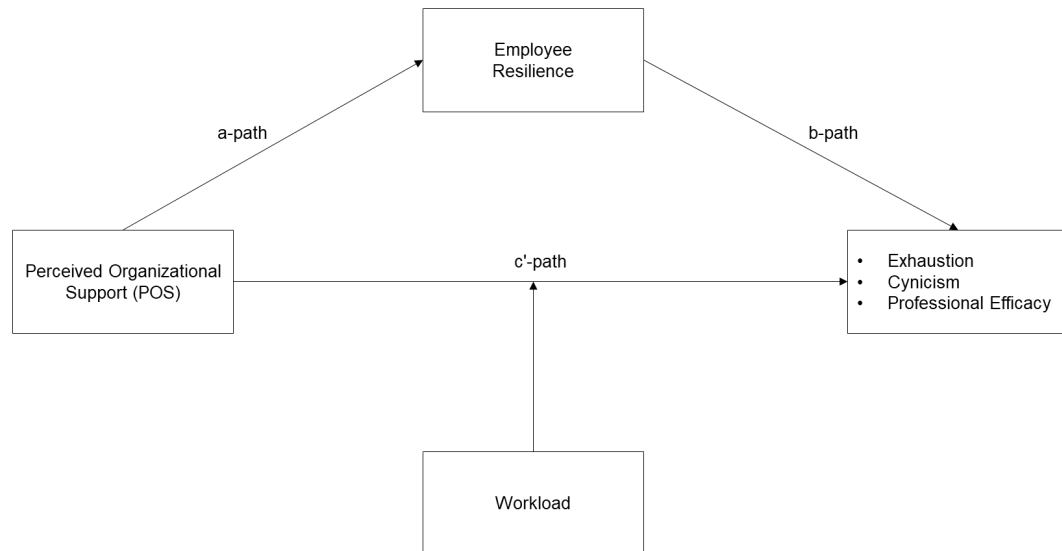 Employee
Resilience
a-path
b-path
Perceived Organizational
Support (POS)
c'-path
• Exhaustion
• Cynicism
• Professional Efficacy
Workload